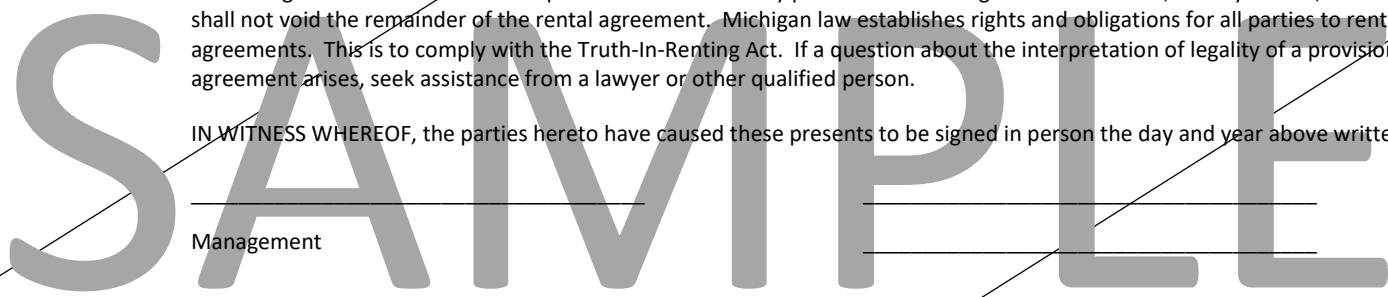 shall not void the remainder of the rental agreement. Michigan law establishes rights and obligations for all parties to rent
agreements. This is to comply with the Truth-In-Renting Act. If a question about the interpretation of legality of a provisio
agreement arises, seek assistance from a lawyer or other qualified person.
IN WITNESS WHEREOF, the parties hereto have caused these presents to be signed in person the day and year above writte
Management
SAMPLE